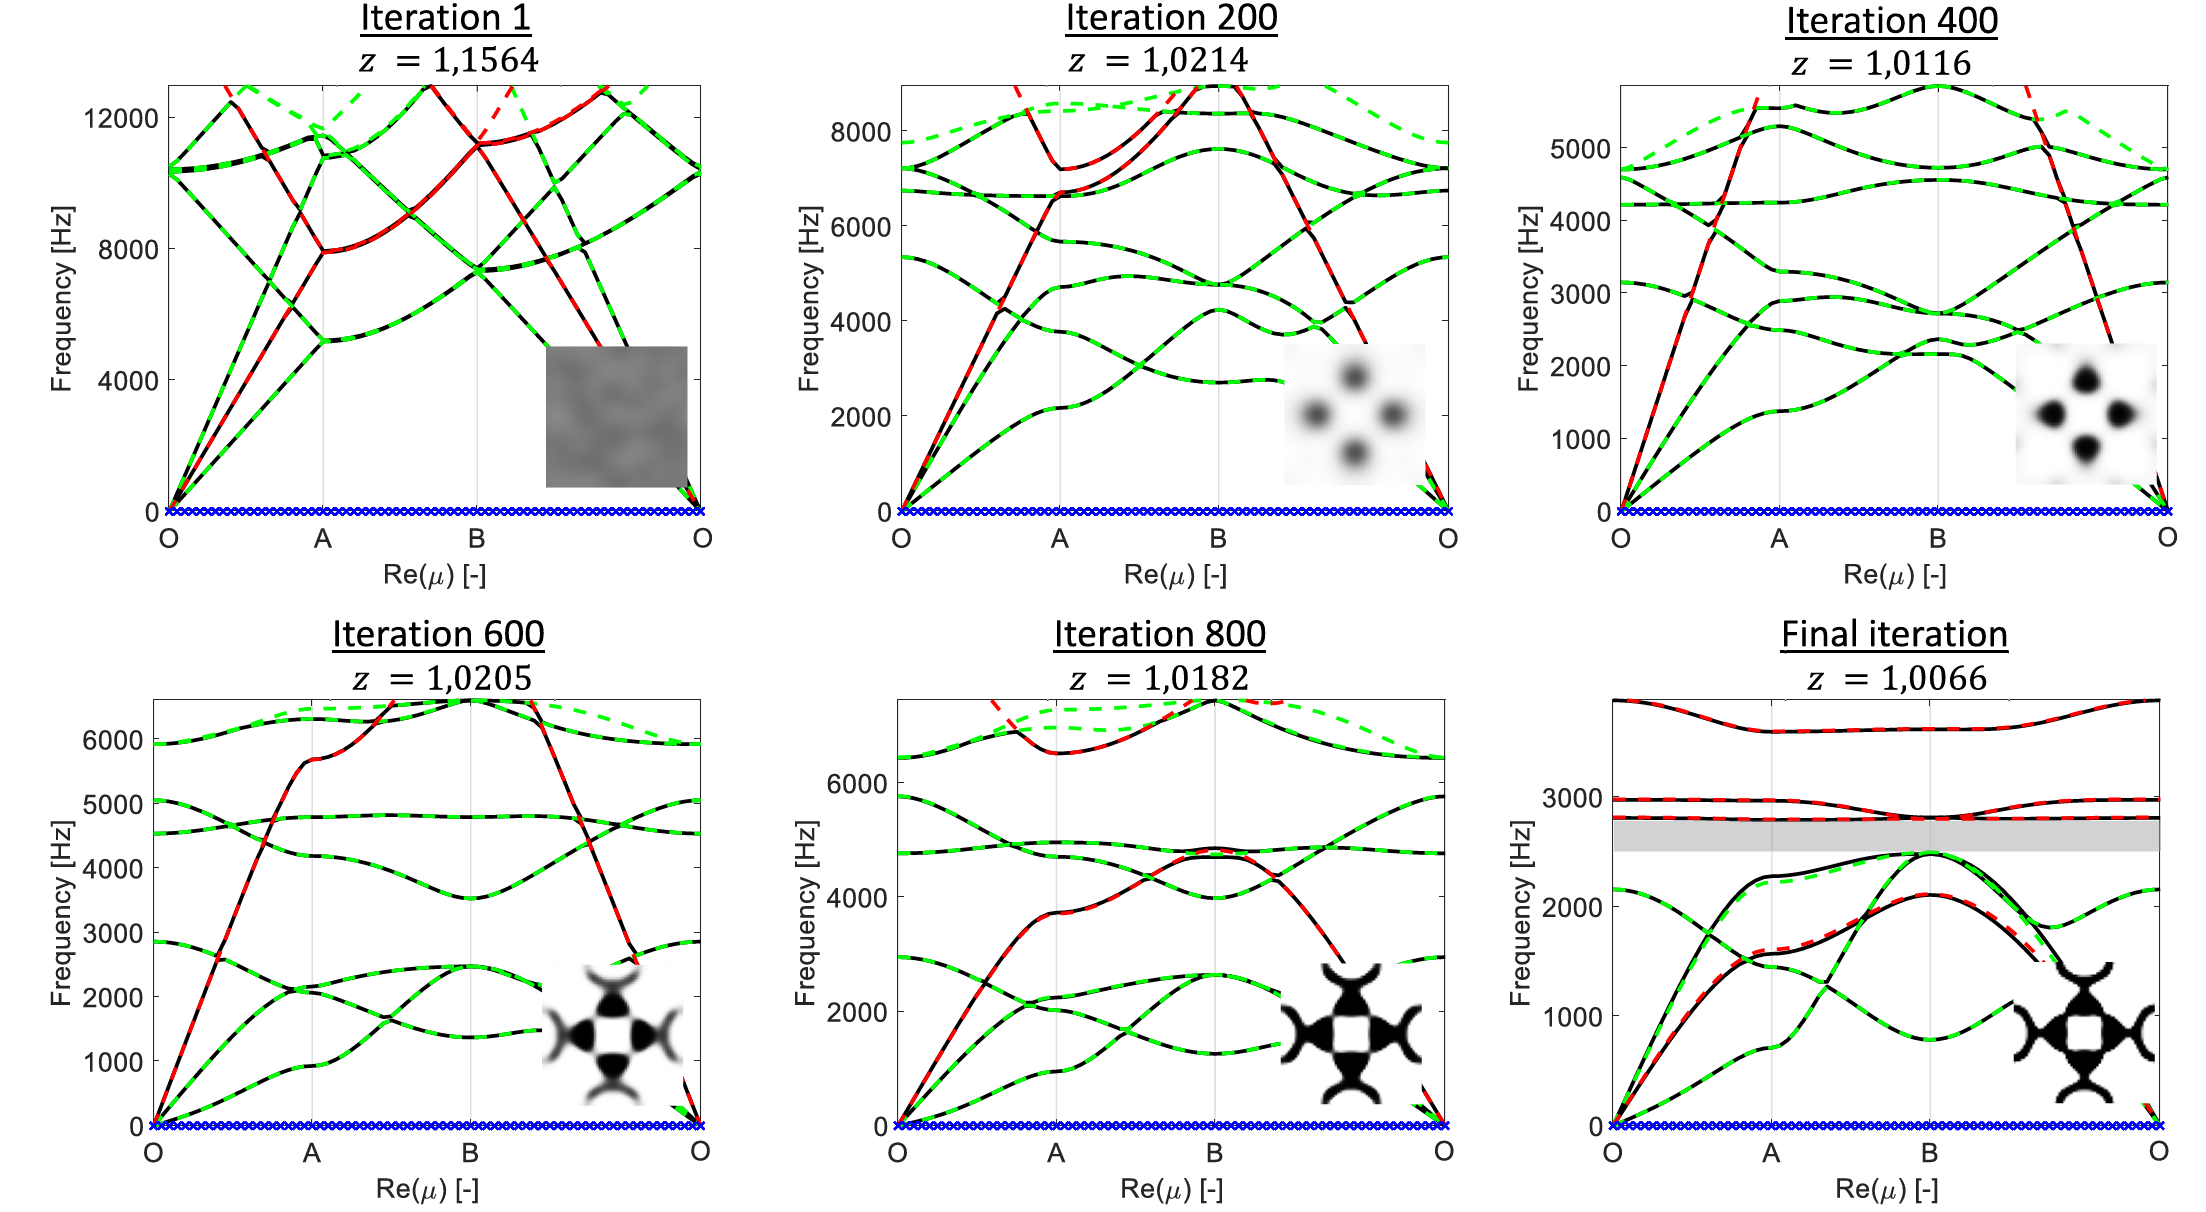 Iteration 1
z = 1,1564
12000
8000
4000
0
Frequency [Hz]
O A B O
Re(μ) [-]
Iteration 200
z = 1,0214
8000
6000
4000
2000
0
Frequency [Hz]
O A B O
Re(μ) [-]
Iteration 400
z = 1,0116
5000
4000
3000
2000
1000
0
Frequency [Hz]
O A B O
Re(μ) [-]
Iteration 600
z = 1,0205
6000
5000
4000
3000
2000
1000
0
Frequency [Hz]
O A B O
Re(μ) [-]
Iteration 800
z = 1,0182
6000
4000
2000
0
Frequency [Hz]
O A B O
Re(μ) [-]
Final iteration
z = 1,0066
3000
2000
1000
0
Frequency [Hz]
O A B O
Re(μ) [-]